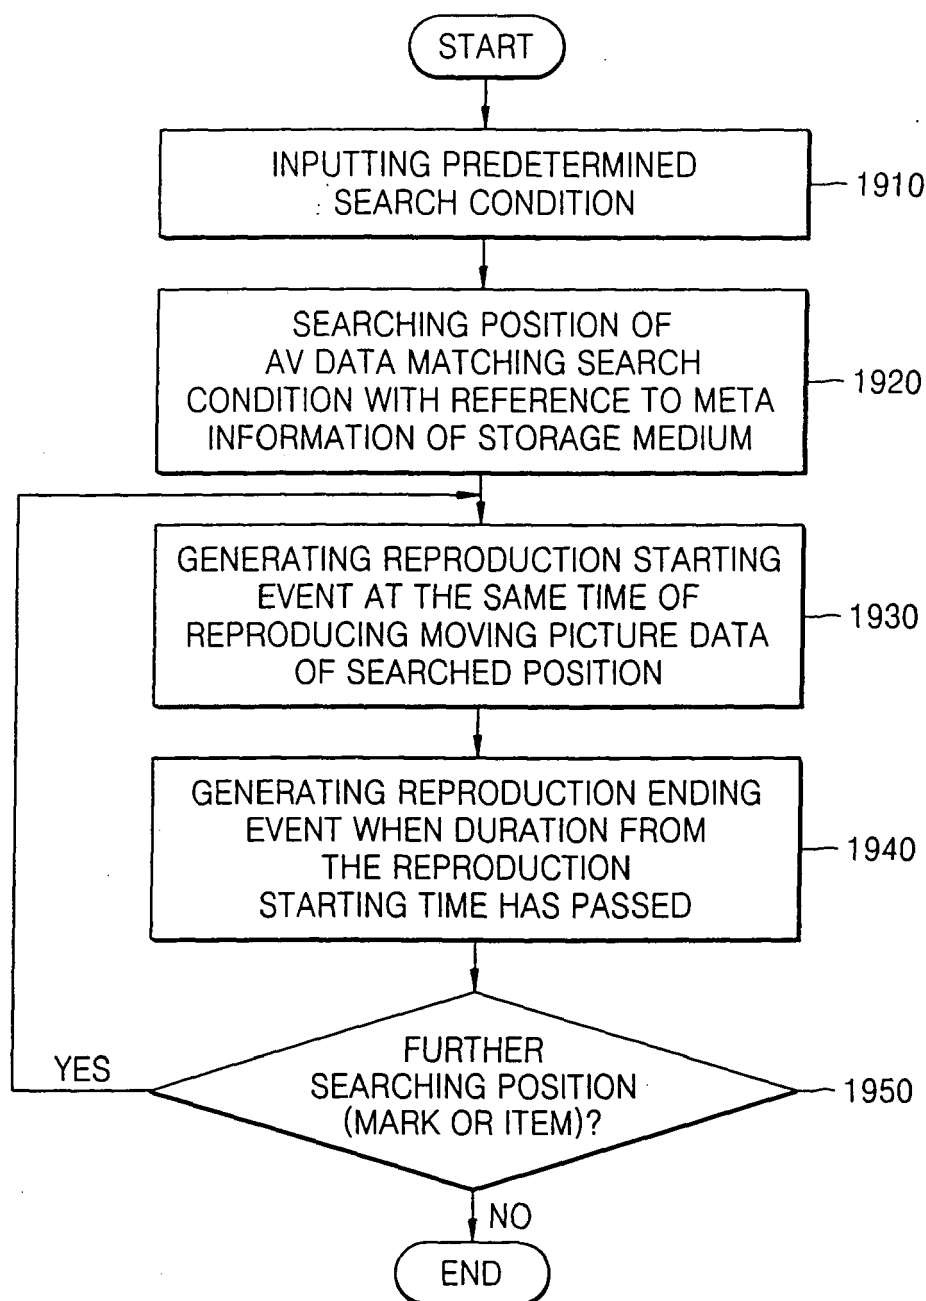 START
INPUTTING PREDETERMINED
SEARCH CONDITION
1910
SEARCHING POSITION OF
AV DATA MATCHING SEARCH
CONDITION WITH REFERENCE TO META
INFORMATION OF STORAGE MEDIUM
1920
GENERATING REPRODUCTION STARTING
EVENT AT THE SAME TIME OF
REPRODUCING MOVING PICTURE DATA
OF SEARCHED POSITION
1930
GENERATING REPRODUCTION ENDING
EVENT WHEN DURATION FROM
THE REPRODUCTION
STARTING TIME HAS PASSED
1940
FURTHER
SEARCHING POSITION
(MARK OR ITEM)?
1950
YES
NO
END